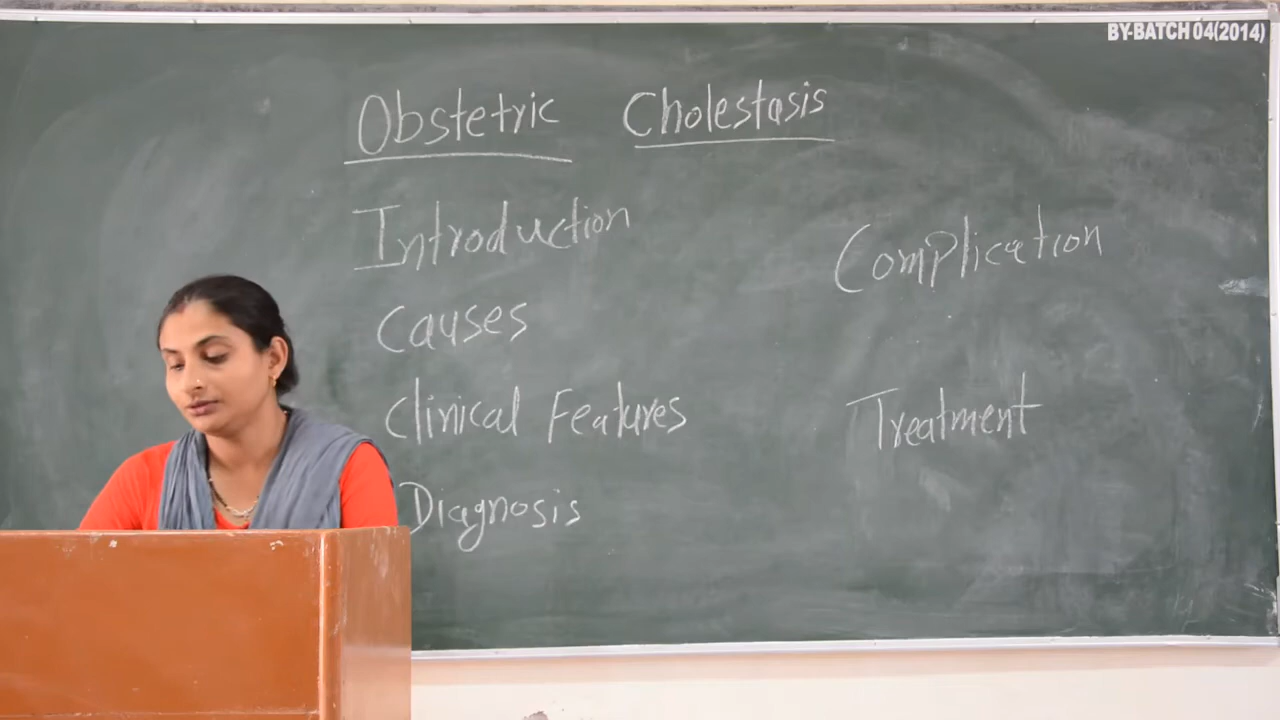 BY-BATCH 04(2014)
Obstetric Cholestasis
Introduction
Causes
Clinical Features
Diagnosis
Complication
Treatment